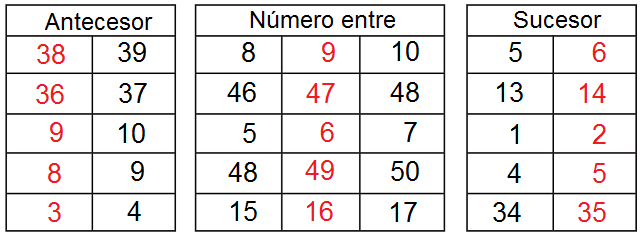 Antecesor Número entre Sucesor
38 39 8 9 10 5 6
36 37 46 47 48 13 14
9 10 5 6 7 1 2
8 9 48 49 50 4 5
3 4 15 16 17 34 35